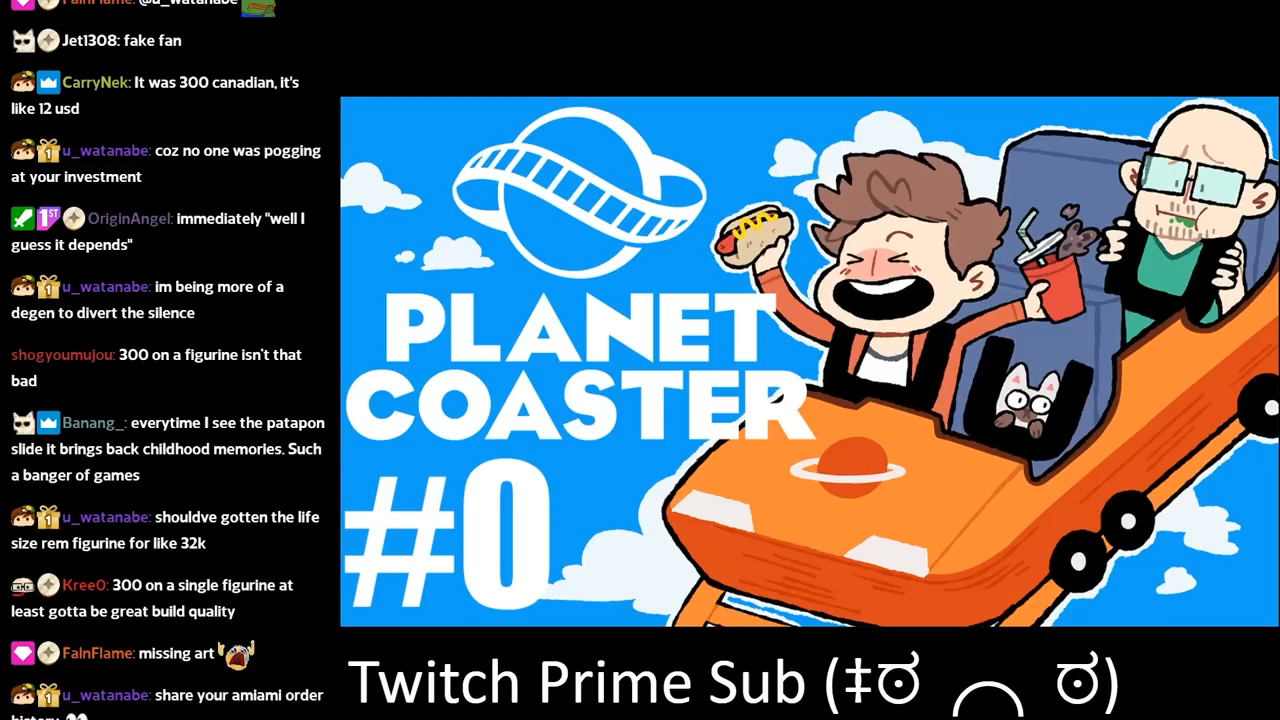 FalnFlame: @u_watanabe
Jet1308: fake fan
CarryNek: It was 300 canadian, it's
like 12 usd
u_watanabe: coz no one was pogging
at your investment
OriginAngel: immediately "well I
guess it depends"
u_watanabe: im being more of a
degen to divert the silence
shogyoumujou: 300 on a figurine isn't that
bad
Banang_: everytime I see the patapon
slide it brings back childhood memories. Such
a banger of games
u_watanabe: shouldve gotten the life
size rem figurine for like 32k
Kree0: 300 on a single figurine at
least gotta be great build quality
FalnFlame: missing art
u_watanabe: share your amiami order
history
PLANET
COASTER
#0
Twitch Prime Sub (‡ಠ ╭╮ ಠ)